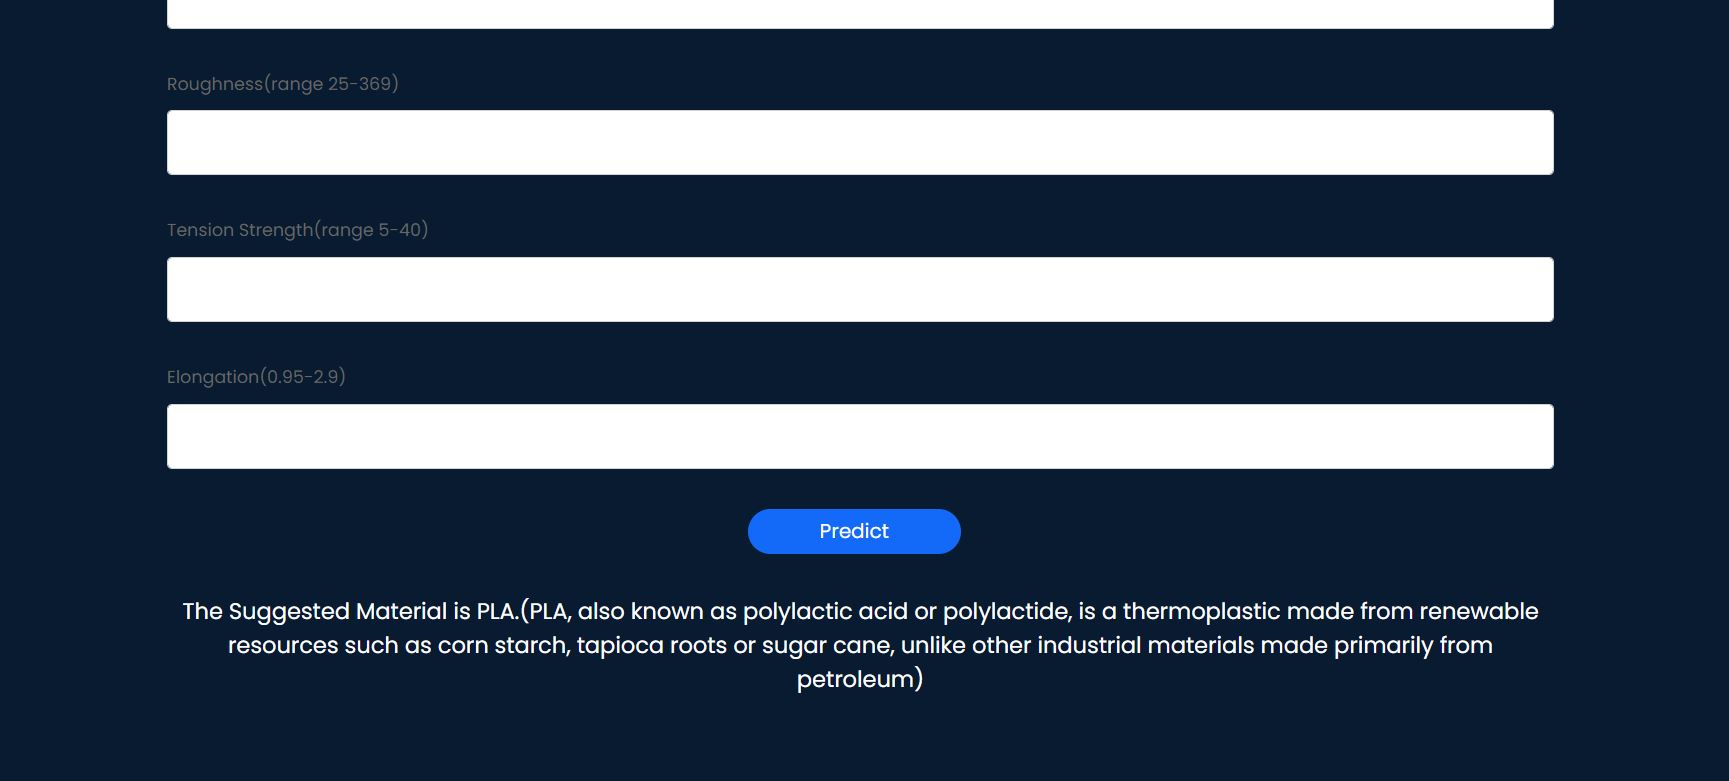 Roughness(range 25-369)
Tension Strength(range 5-40)
Elongation(0.95-2.9)
Predict
The Suggested Material is PLA.(PLA, also known as polylactic acid or polylactide, is a thermoplastic made from renewable
resources such as corn starch, tapioca roots or sugar cane, unlike other industrial materials made primarily from
petroleum)